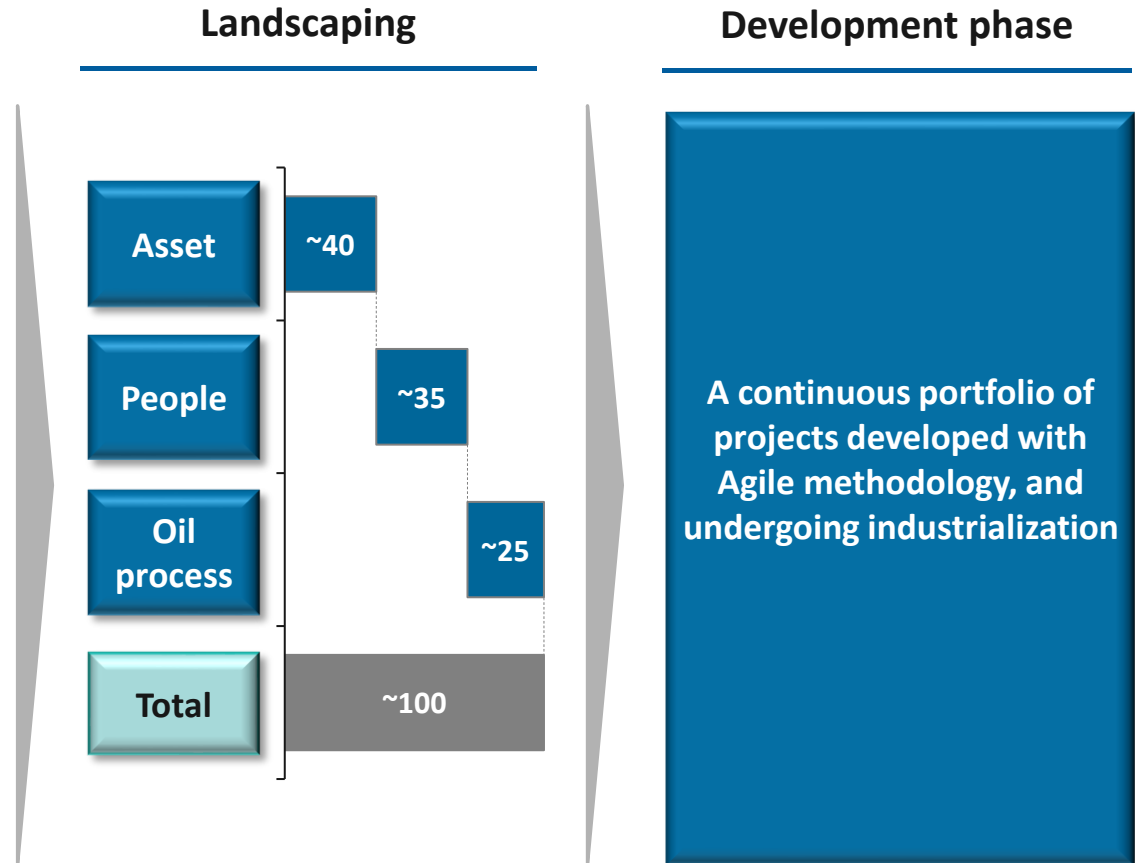 Landscaping
Asset
~40
People
~35
Oil
process
~25
Total
~100
Development phase
A continuous portfolio of
projects developed with
Agile methodology, and
undergoing industrialization